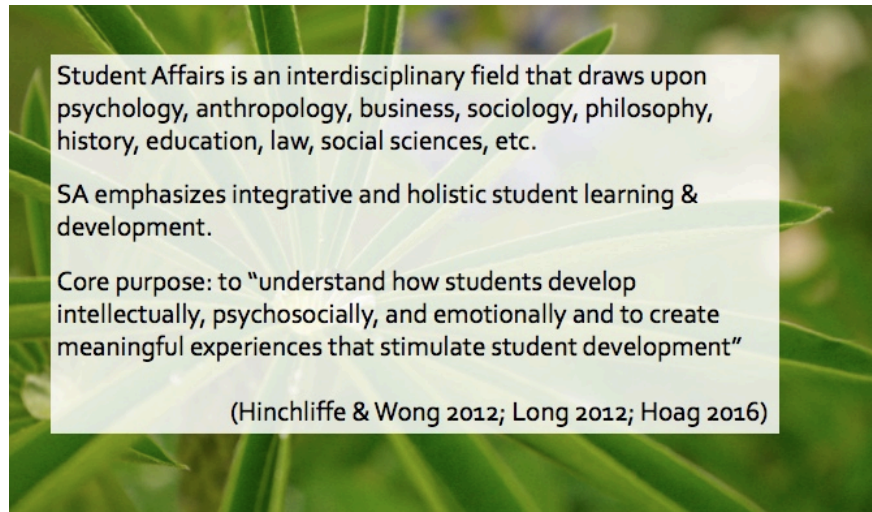 Student Affairs is an interdisciplinary field that draws upon
psychology, anthropology, business, sociology, philosophy,
history, education, law, social sciences, etc.
SA emphasizes integrative and holistic student learning &
development.
Core purpose: to “understand how students develop
intellectually, psychosocially, and emotionally and to create
meaningful experiences that stimulate student development”
(Hinchliffe & Wong 2012; Long 2012; Hoag 2016)